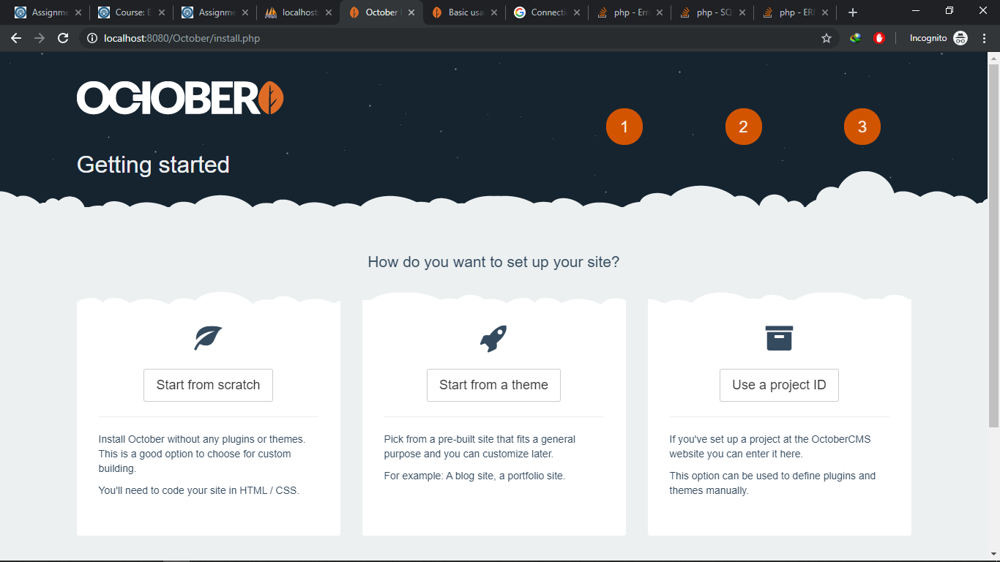 Assignme
Course: E
Assignme
localhost:
October
Basic usa
Connecti
php - Err
php - SQ
php - ERR
localhost:8080/October/install.php
Incognito
OCTOBER
1
2
3
Getting started
How do you want to set up your site?
Start from scratch
Install October without any plugins or themes.
This is a good option to choose for custom
building.
You'll need to code your site in HTML / CSS.
Start from a theme
Pick from a pre-built site that fits a general
purpose and you can customize later.
For example: A blog site, a portfolio site.
Use a project ID
If you've set up a project at the OctoberCMS
website you can enter it here.
This option can be used to define plugins and
themes manually.